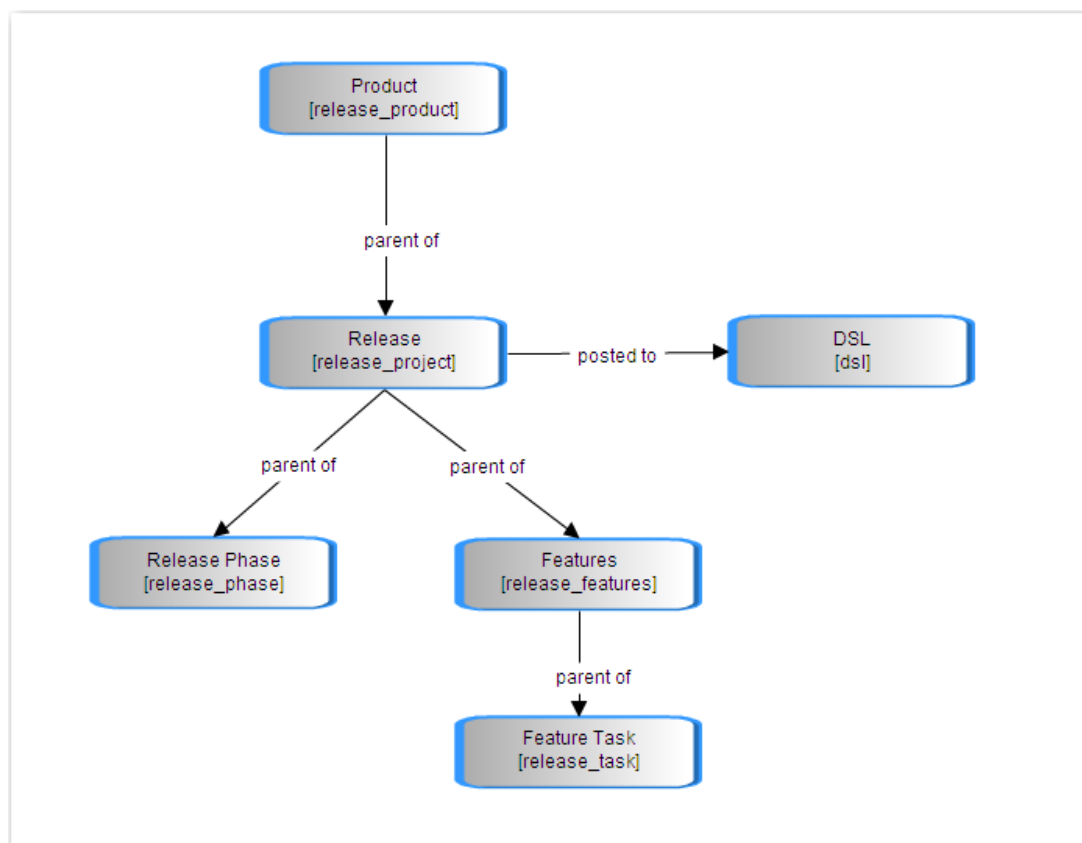 Product
[release_product]
parent of
Release
[release_project]
posted to
DSL
[dsl]
parent of
parent of
Release Phase
[release_phase]
Features
[release_features]
parent of
Feature Task
[release_task]